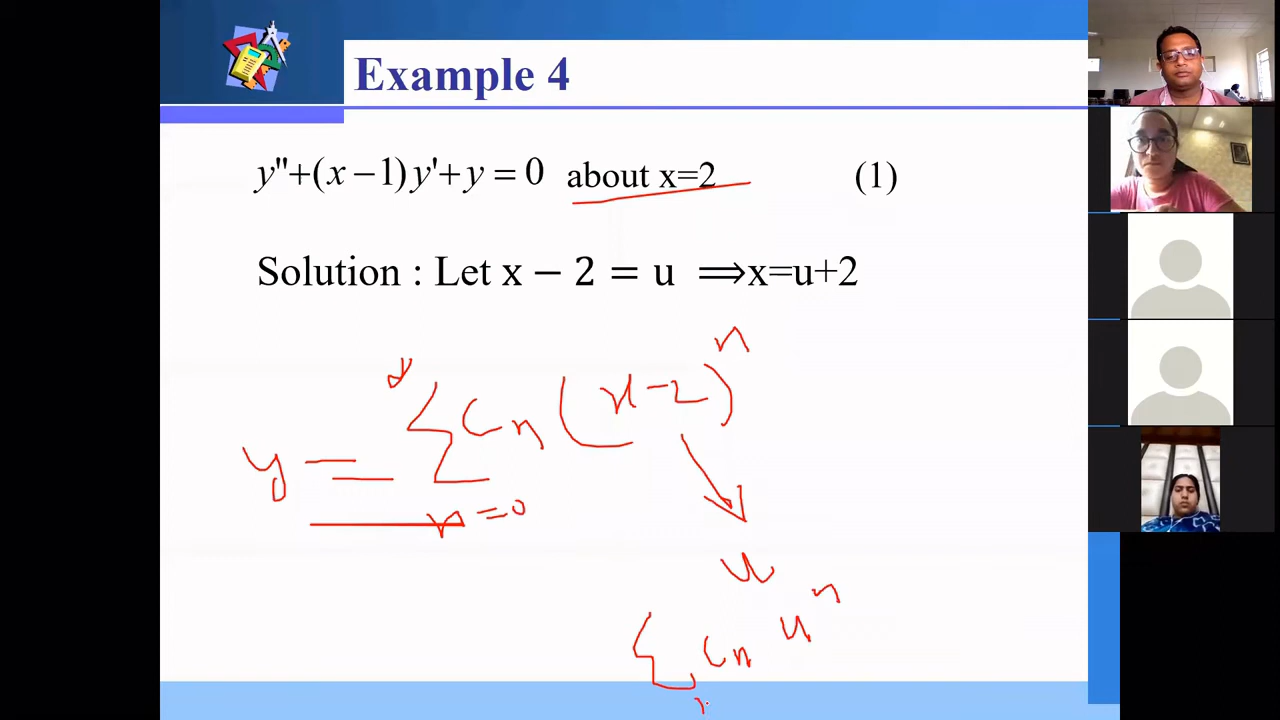 Example 4
y''+(x−1)y'+y=0 about x=2 (1)
Solution : Let x − 2 = u ⟹x=u+2
y = ∑ n=0 ∞ Cn (x-2)^n
u
∑ Cn u^n